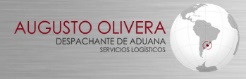 AUGUSTO OLIVERA
DESPACHANTE DE ADUANA
SERVICIOS LOGÍSTICOS